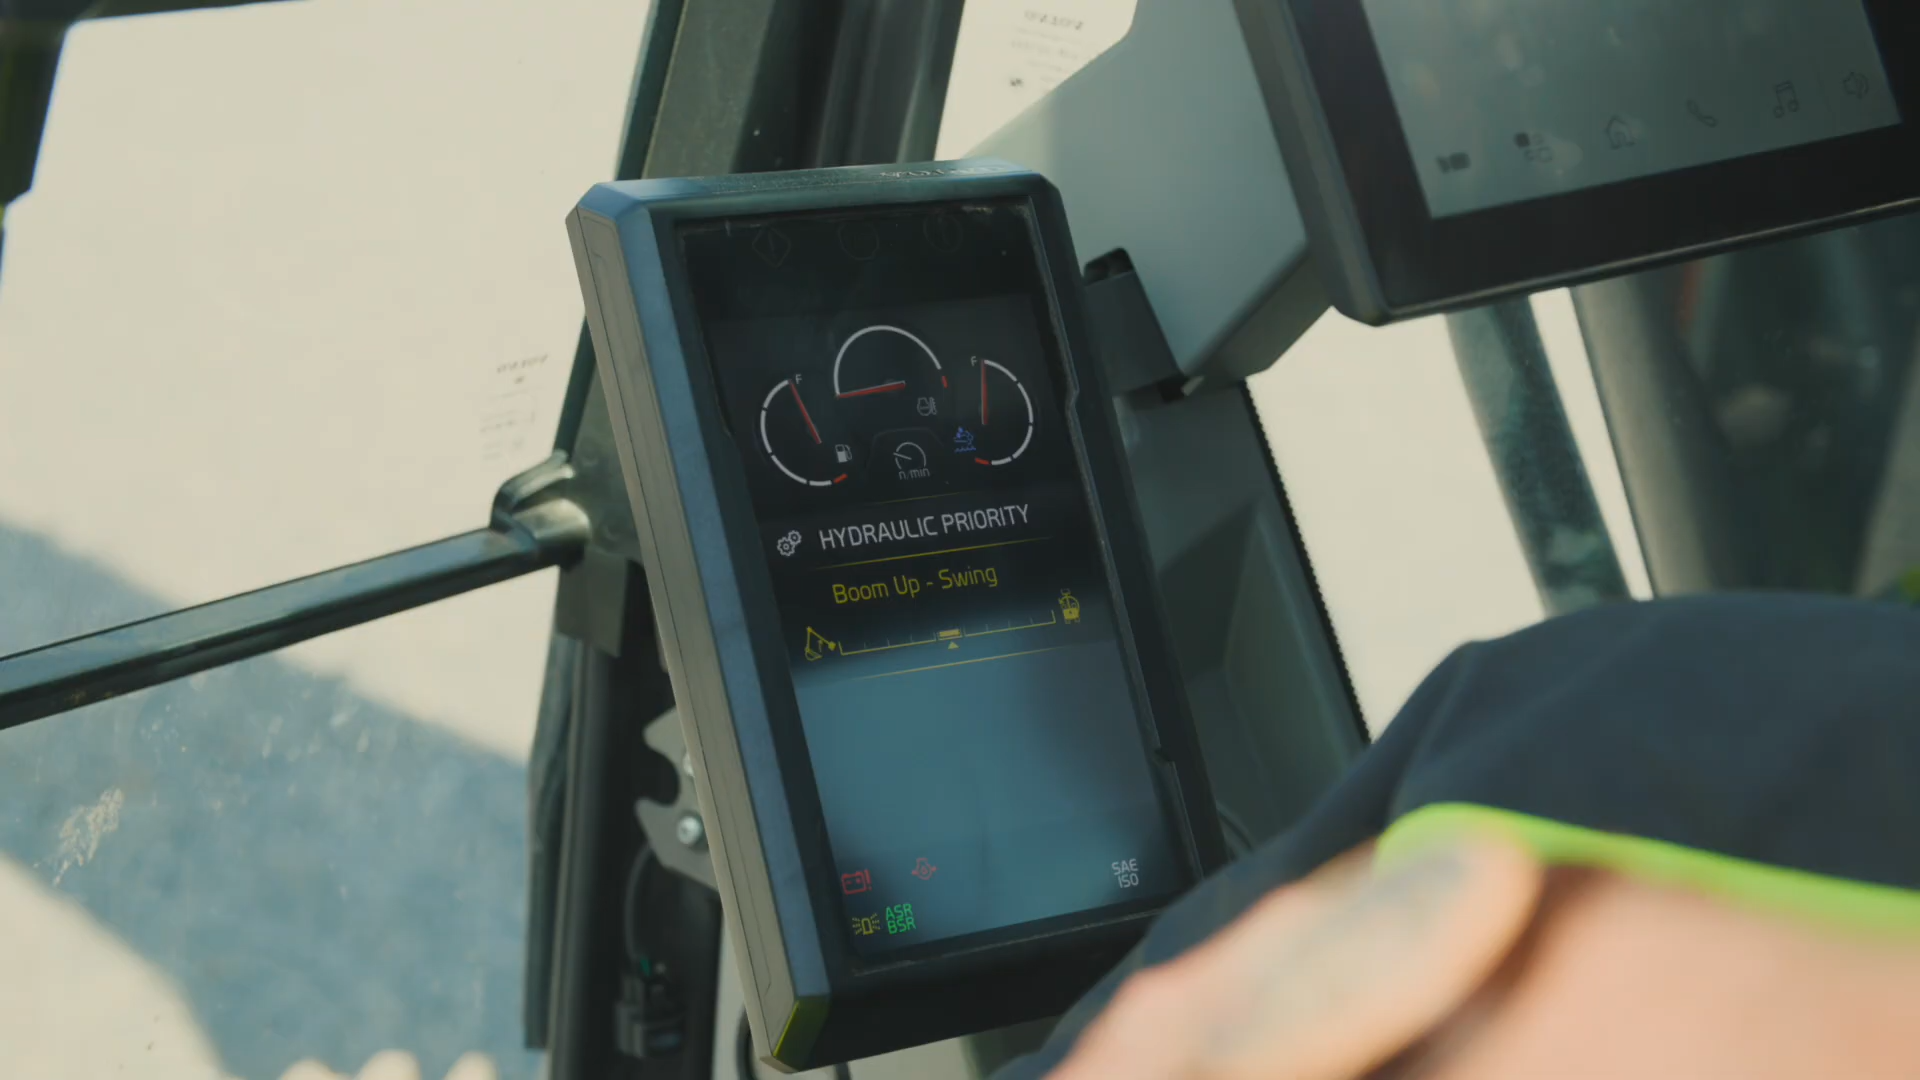 F
F
n/min
HYDRAULIC PRIORITY
Boom Up - Swing
SAE
ISO
ASR
BSR